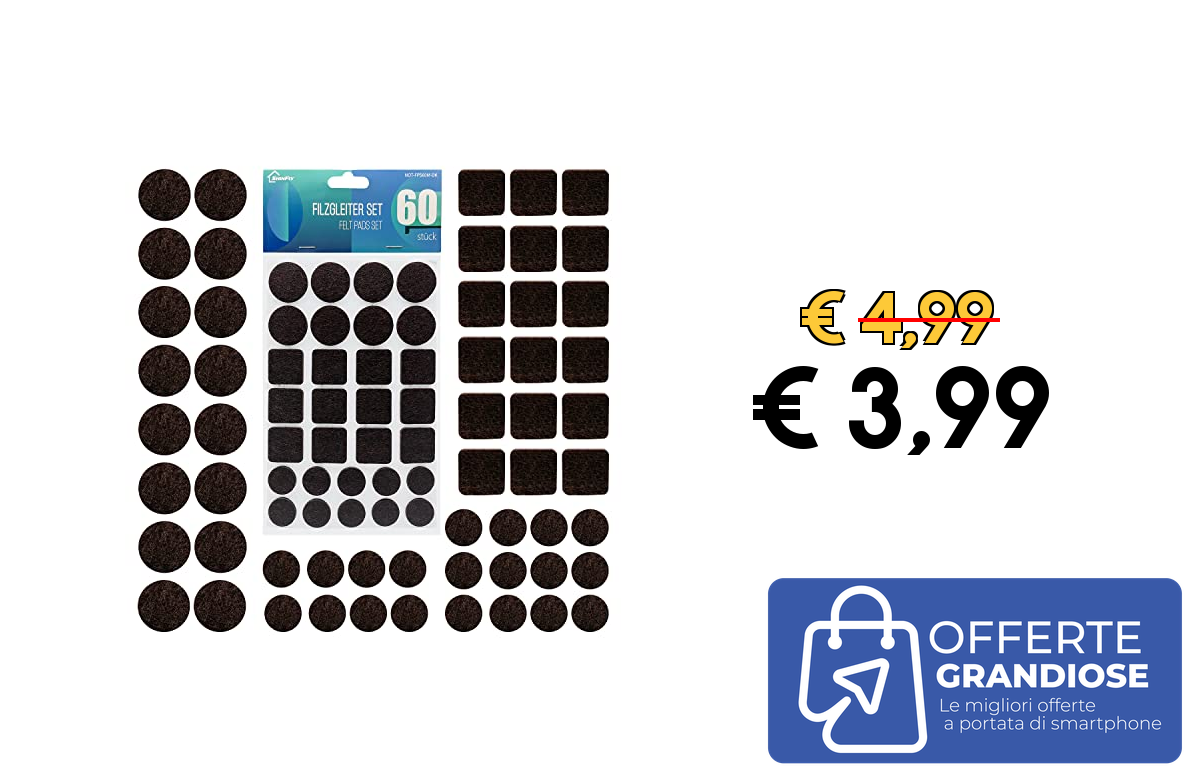 FILZGLEITER SET
FELT PADS SET
60
stück
€ 4,99
€ 3,99
OFFERTE
GRANDIOSE
Le migliori offerte
a portata di smartphone